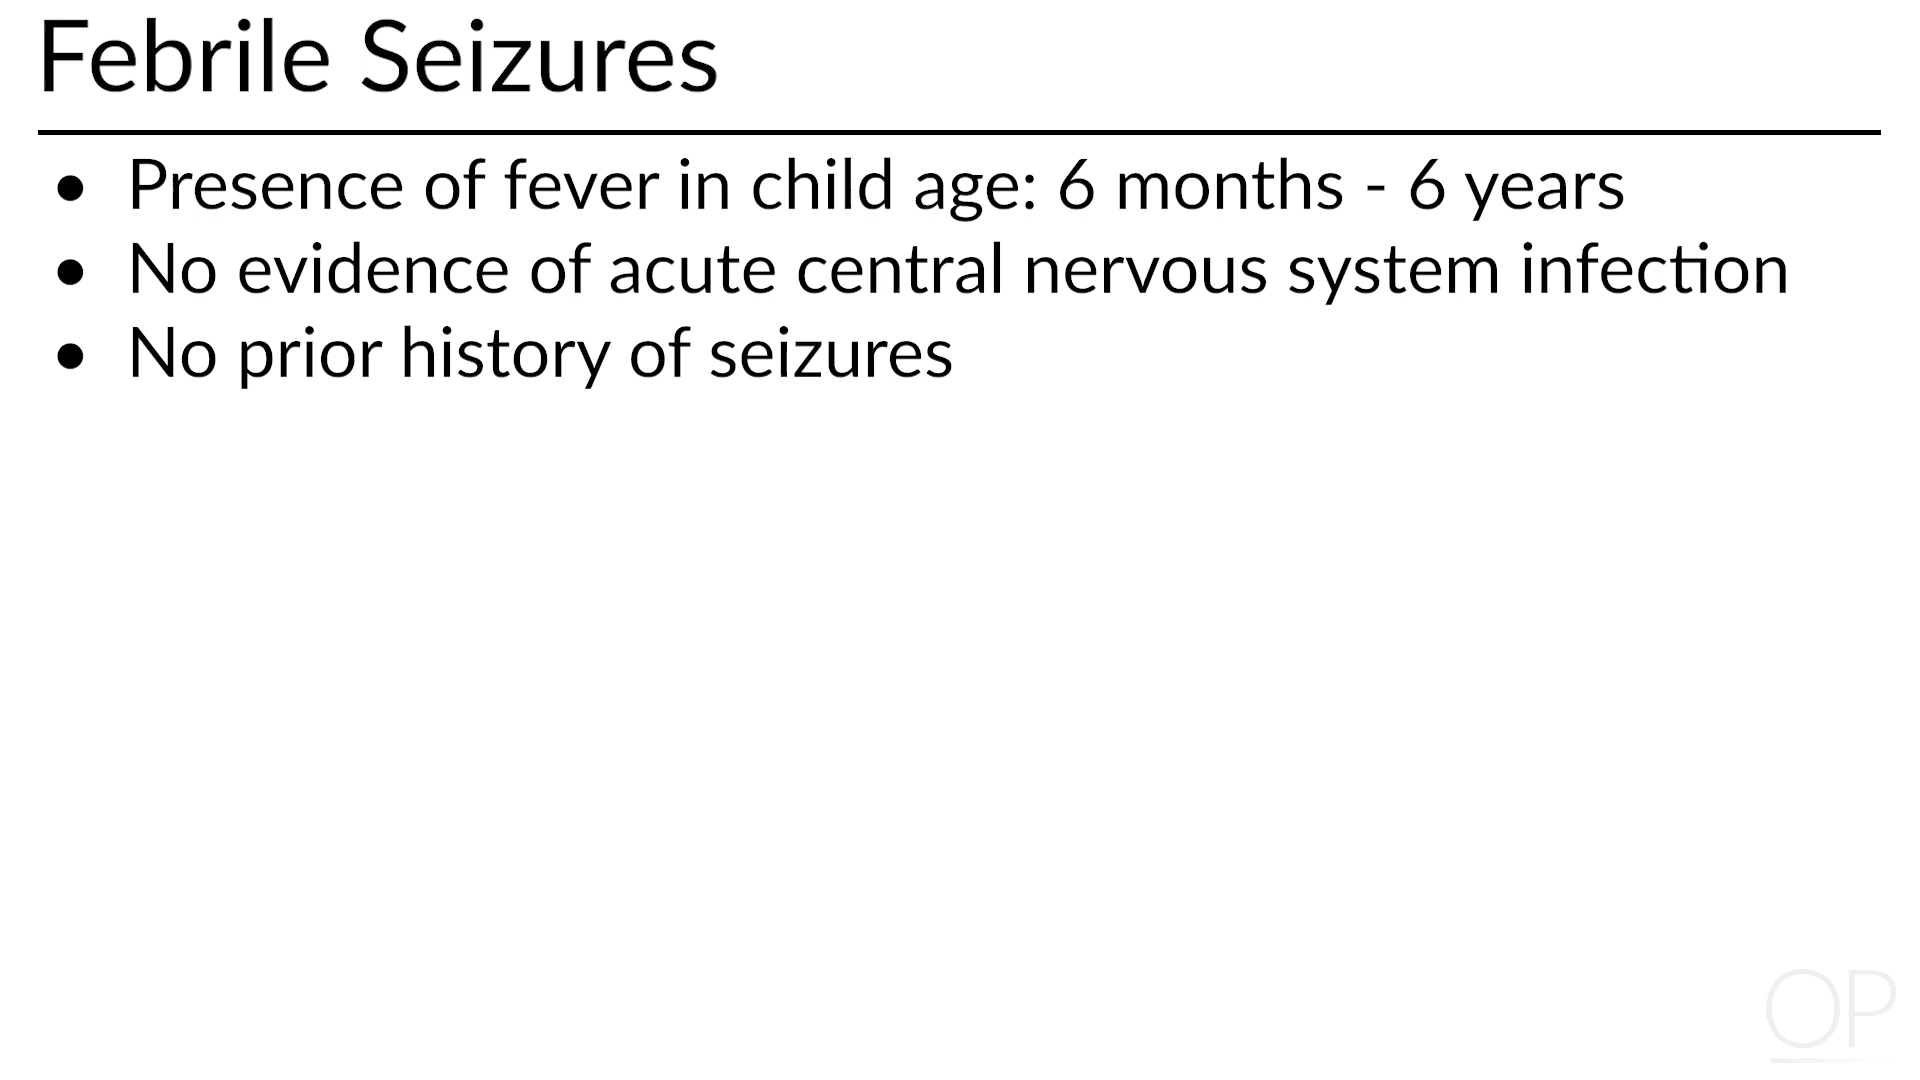 Febrile Seizures
• Presence of fever in child age: 6 months - 6 years
• No evidence of acute central nervous system infection
• No prior history of seizures
OP